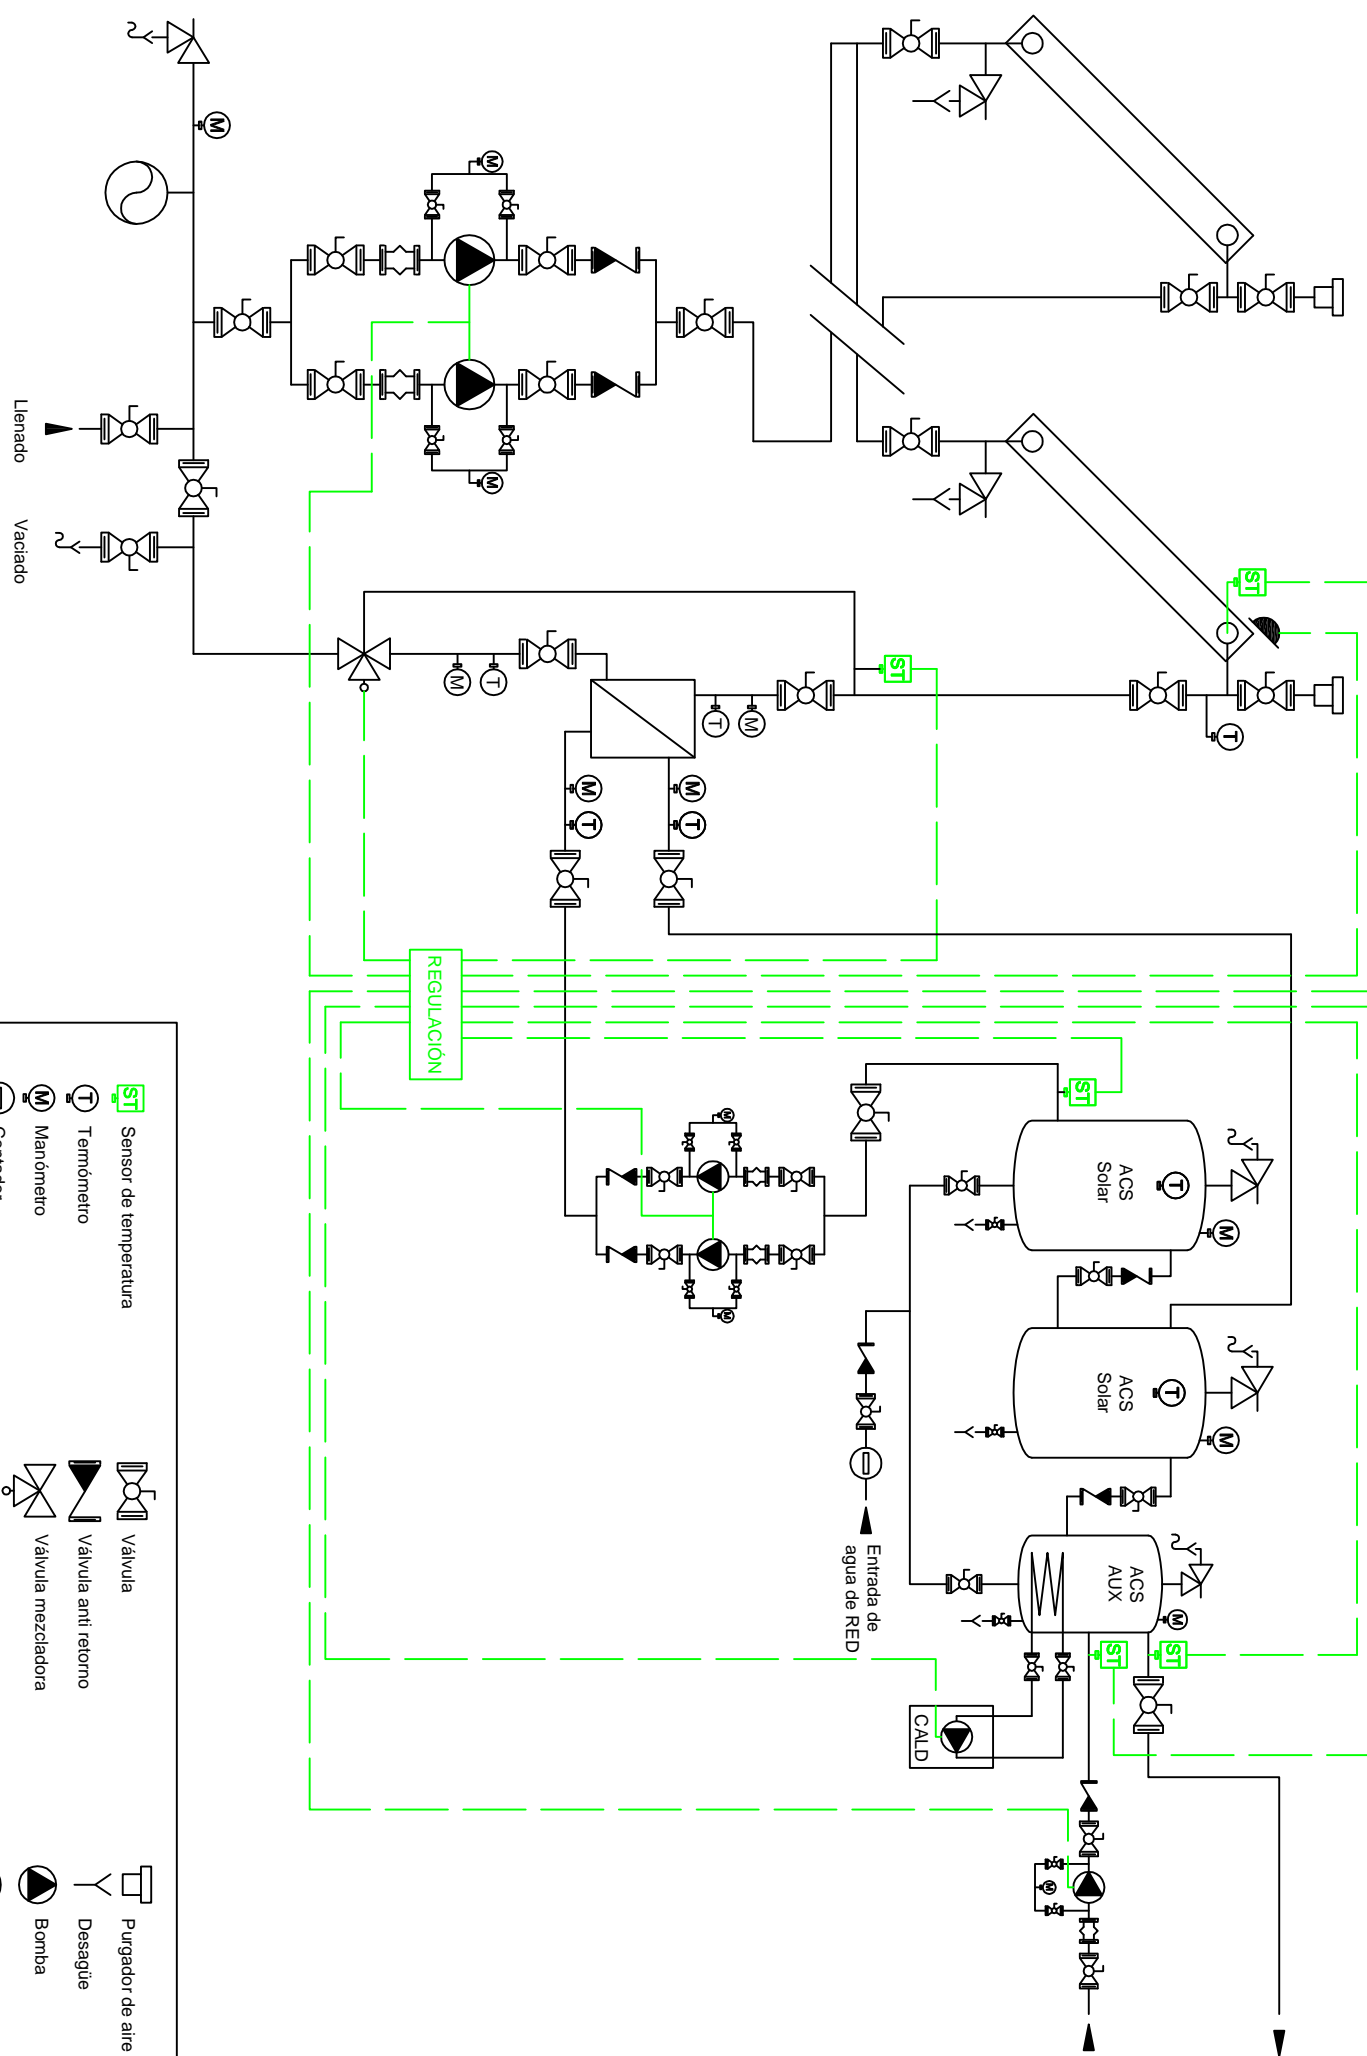 M
M
M
Llenado
Vaciado
ST
ST
M
T
T
M
T
M
T
M
T
REGULACIÓN
ST
ACS
Solar
T
M
M
M
ACS
Solar
T
M
Entrada de
agua de RED
ACS
AUX
M
ST
ST
CALD
M
ST Sensor de temperatura
T Termómetro
M Manómetro
Válvula
Válvula anti retorno
Válvula mezcladora
Purgador de aire
Desagüe
Bomba